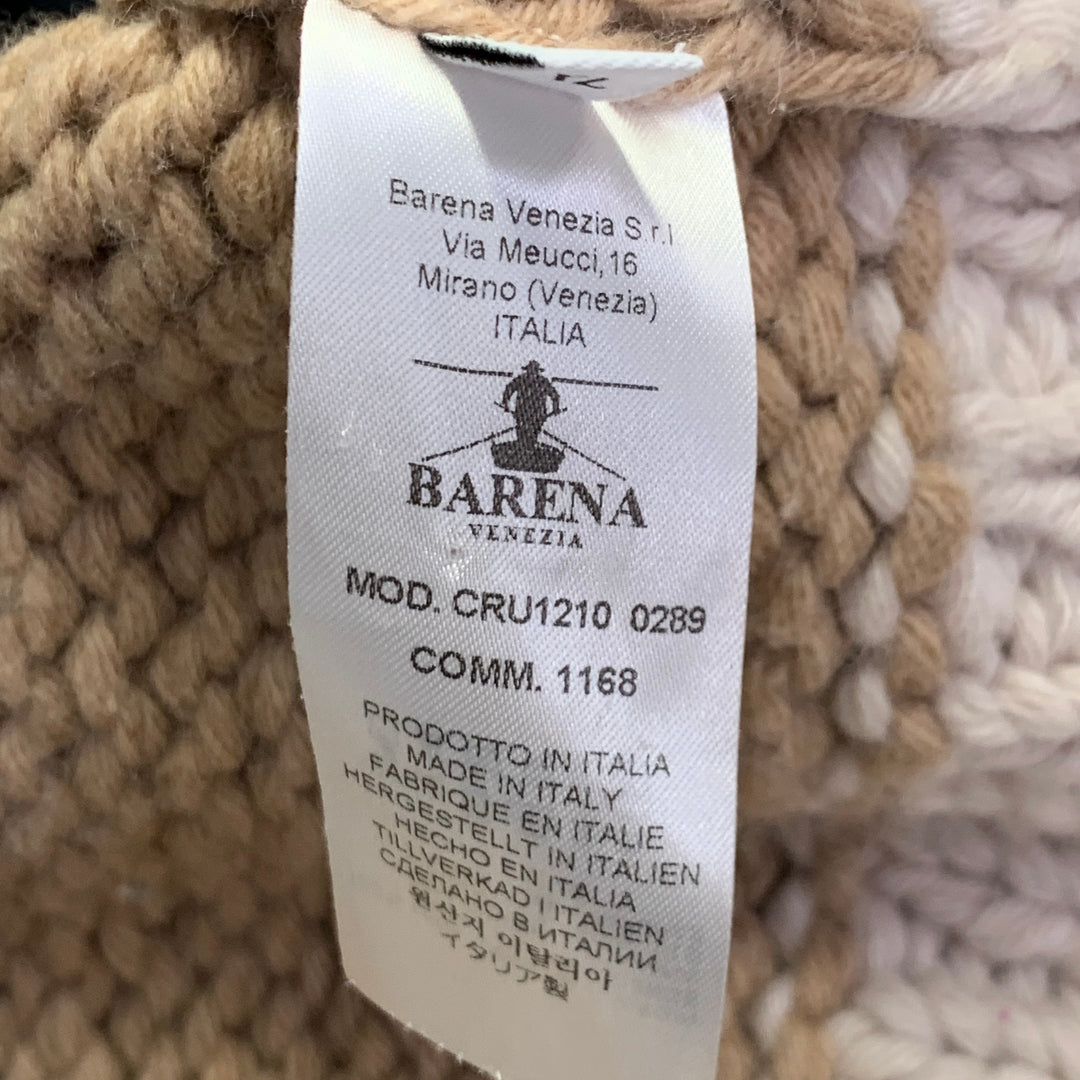 Barena Venezia S r.l
Via Meucci,16
Mirano (Venezia)
ITALIA
BARENA
VENEZIA
MOD. CRU1210 0289
COMM. 1168
PRODOTTO IN ITALIA
MADE IN ITALY
FABRIQUE EN ITALIE
HERGESTELLT IN ITALIEN
HECHO EN ITALIA
TILLVERKAD I ITALIEN
СДЕЛАНО В ИТАЛИИ
원산지 이탈리아
イタリア製